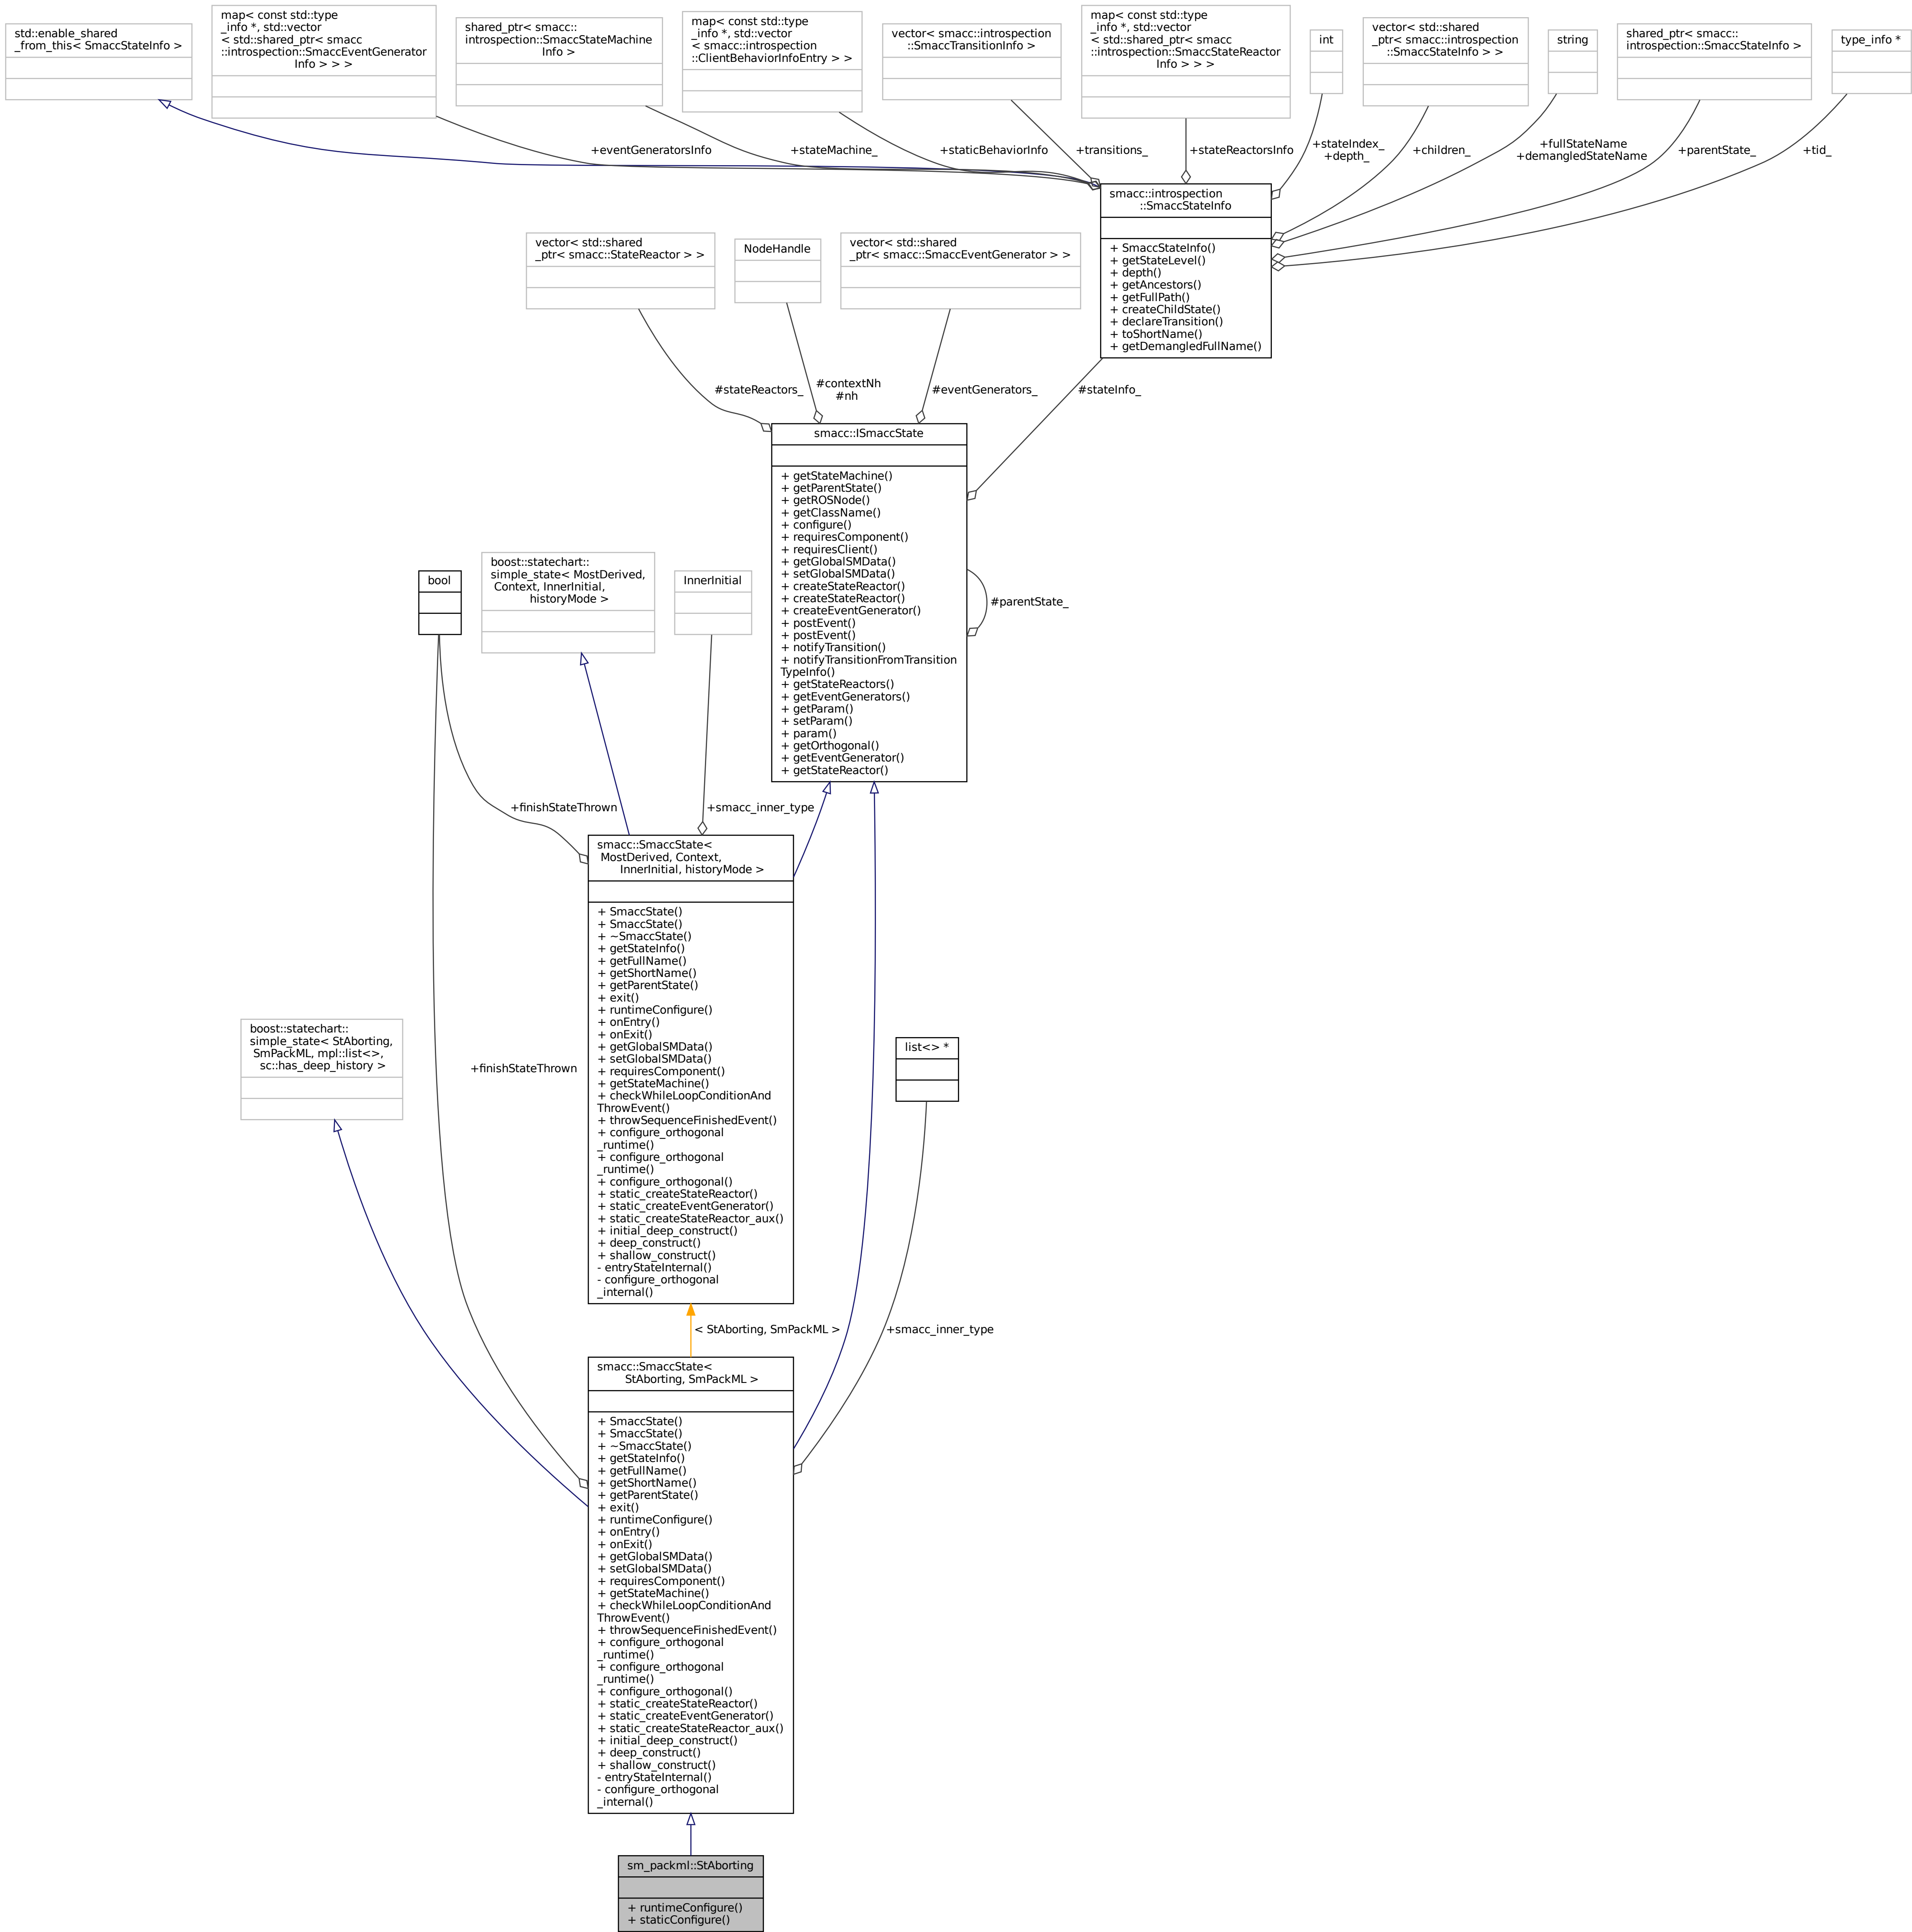 std::enable_shared
_from_this< SmaccStateInfo >
map< const std::type
_info *, std::vector
< std::shared_ptr< smacc
::introspection::SmaccEventGenerator
Info > > >
shared_ptr< smacc::
introspection::SmaccStateMachine
Info >
map< const std::type
_info *, std::vector
< smacc::introspection
::ClientBehaviorInfoEntry > >
vector< smacc::introspection
::SmaccTransitionInfo >
map< const std::type
_info *, std::vector
< std::shared_ptr< smacc
::introspection::SmaccStateReactor
Info > > >
int
vector< std::shared
_ptr< smacc::introspection
::SmaccStateInfo > >
string
shared_ptr< smacc::
introspection::SmaccStateInfo >
type_info *
+eventGeneratorsInfo
+stateMachine_
+staticBehaviorInfo
+transitions_
+stateReactorsInfo
+stateIndex_
+depth_
+children_
+fullStateName
+demangledStateName
+parentState_
+tid_
smacc::introspection
::SmaccStateInfo
+ SmaccStateInfo()
+ getStateLevel()
+ depth()
+ getAncestors()
+ getFullPath()
+ createChildState()
+ declareTransition()
+ toShortName()
+ getDemangledFullName()
vector< std::shared
_ptr< smacc::StateReactor > >
NodeHandle
vector< std::shared
_ptr< smacc::SmaccEventGenerator > >
#stateReactors_
#contextNh
#nh
#eventGenerators_
#stateInfo_
smacc::ISmaccState
+ getStateMachine()
+ getParentState()
+ getROSNode()
+ getClassName()
+ configure()
+ requiresComponent()
+ requiresClient()
+ getGlobalSMData()
+ setGlobalSMData()
+ createStateReactor()
+ createStateReactor()
+ createEventGenerator()
+ postEvent()
+ postEvent()
+ notifyTransition()
+ notifyTransitionFromTransition
TypeInfo()
+ getStateReactors()
+ getEventGenerators()
+ getParam()
+ setParam()
+ param()
+ getOrthogonal()
+ getEventGenerator()
+ getStateReactor()
#parentState_
bool
boost::statechart::
simple_state< MostDerived,
Context, InnerInitial,
historyMode >
InnerInitial
+finishStateThrown
+smacc_inner_type
smacc::SmaccState<
MostDerived, Context,
InnerInitial, historyMode >
+ SmaccState()
+ SmaccState()
+ ~SmaccState()
+ getStateInfo()
+ getFullName()
+ getShortName()
+ getParentState()
+ exit()
+ runtimeConfigure()
+ onEntry()
+ onExit()
+ getGlobalSMData()
+ setGlobalSMData()
+ requiresComponent()
+ getStateMachine()
+ checkWhileLoopConditionAnd
ThrowEvent()
+ throwSequenceFinishedEvent()
+ configure_orthogonal
_runtime()
+ configure_orthogonal
_runtime()
+ configure_orthogonal()
+ static_createStateReactor()
+ static_createEventGenerator()
+ static_createStateReactor_aux()
+ initial_deep_construct()
+ deep_construct()
+ shallow_construct()
- entryStateInternal()
- configure_orthogonal
_internal()
boost::statechart::
simple_state< StAborting,
SmPackML, mpl::list<>,
sc::has_deep_history >
+finishStateThrown
list<> *
< StAborting, SmPackML >
+smacc_inner_type
smacc::SmaccState<
StAborting, SmPackML >
+ SmaccState()
+ SmaccState()
+ ~SmaccState()
+ getStateInfo()
+ getFullName()
+ getShortName()
+ getParentState()
+ exit()
+ runtimeConfigure()
+ onEntry()
+ onExit()
+ getGlobalSMData()
+ setGlobalSMData()
+ requiresComponent()
+ getStateMachine()
+ checkWhileLoopConditionAnd
ThrowEvent()
+ throwSequenceFinishedEvent()
+ configure_orthogonal
_runtime()
+ configure_orthogonal
_runtime()
+ configure_orthogonal()
+ static_createStateReactor()
+ static_createEventGenerator()
+ static_createStateReactor_aux()
+ initial_deep_construct()
+ deep_construct()
+ shallow_construct()
- entryStateInternal()
- configure_orthogonal
_internal()
sm_packml::StAborting
+ runtimeConfigure()
+ staticConfigure()